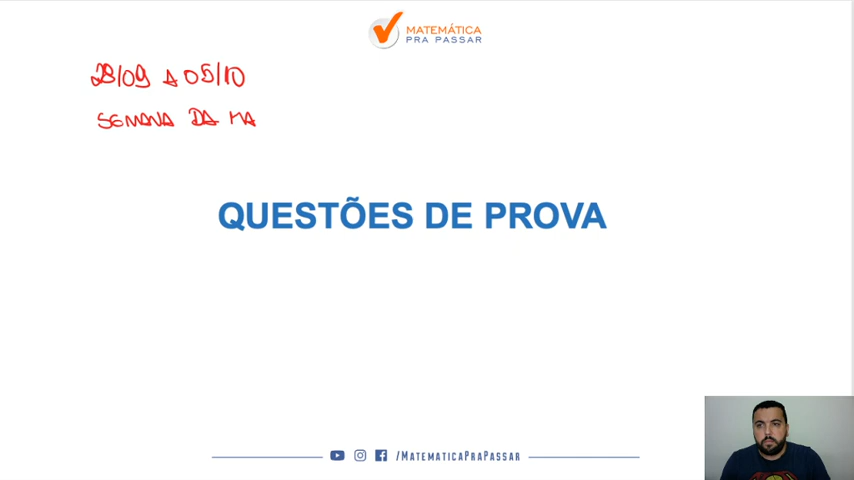 MATEMÁTICA
PRA PASSAR
28/09 A 05/10
SEMANA DA MA
QUESTÕES DE PROVA
/MATEMATICAPRAPASSAR